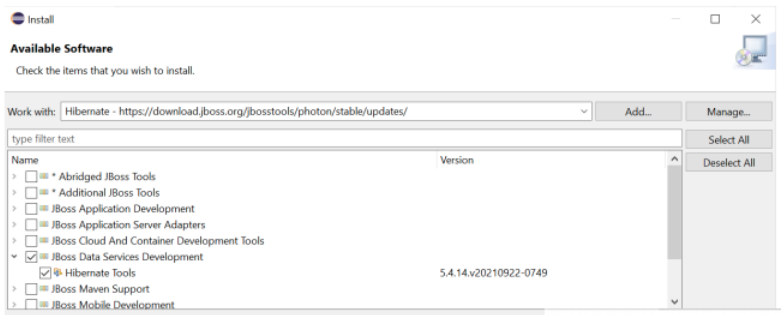 Install
Available Software
Check the items that you wish to install.
Work with: Hibernate - https://download.jboss.org/jbosstools/photon/stable/updates/ Add... Manage...
type filter text Select All
Name Version Deselect All
* Abridged JBoss Tools
* Additional JBoss Tools
JBoss Application Development
JBoss Application Server Adapters
JBoss Cloud And Container Development Tools
JBoss Data Services Development
Hibernate Tools 5.4.14.v20210922-0749
JBoss Maven Support
JBoss Mobile Development